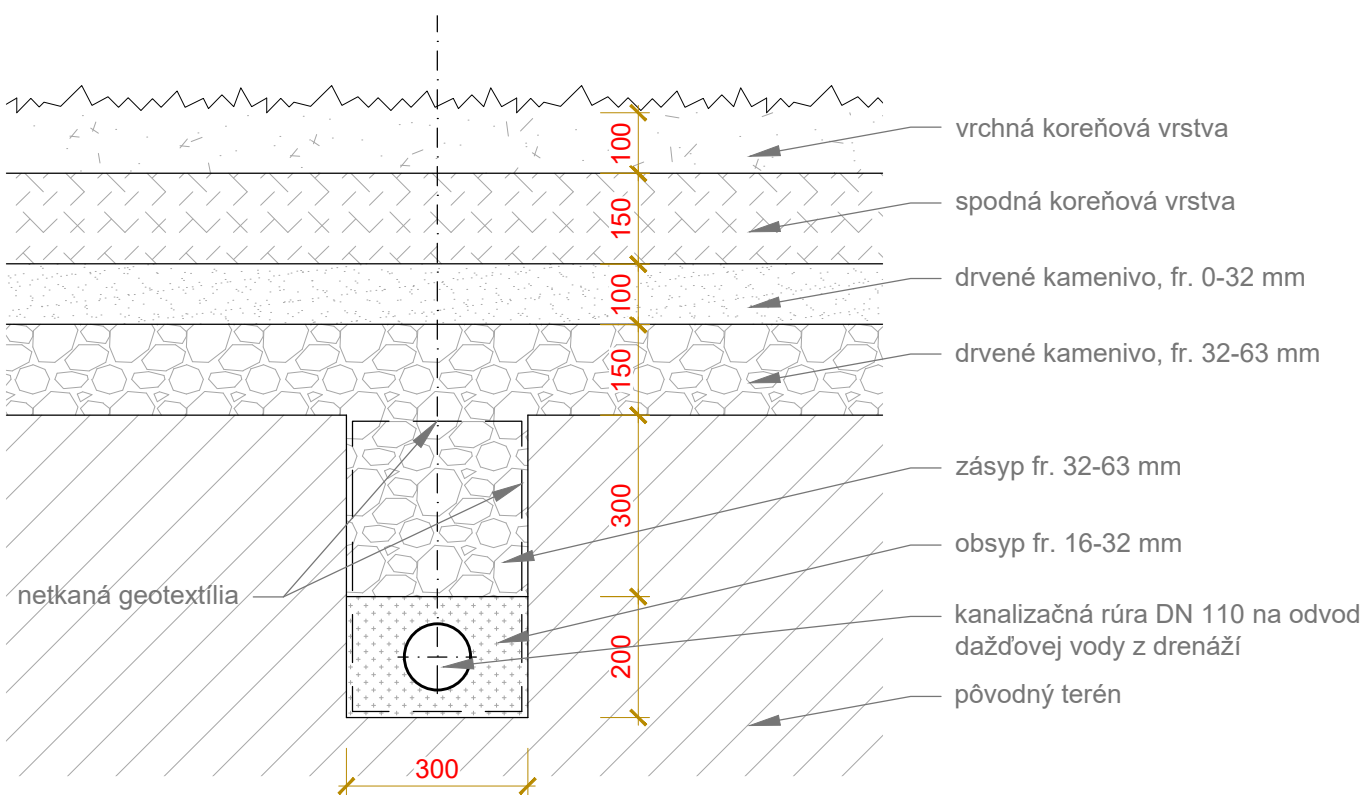 vrchná koreňová vrstva
100
spodná koreňová vrstva
150
drvené kamenivo, fr. 0-32 mm
100
drvené kamenivo, fr. 32-63 mm
150
zásyp fr. 32-63 mm
300
obsyp fr. 16-32 mm
netkaná geotextília
kanalizačná rúra DN 110 na odvod
dažďovej vody z drenáží
200
pôvodný terén
300